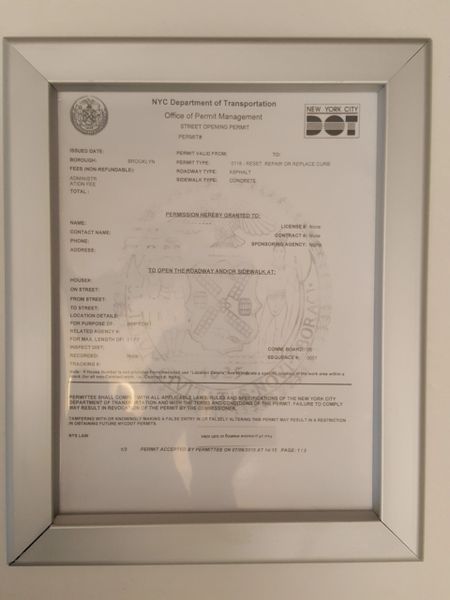 NYC Department of Transportation
Office of Permit Management
STREET OPENING PERMIT
PERMIT#
NEW YORK CITY
DOT
ISSUED DATE: PERMIT VALID FROM: TO:
BOROUGH: BROOKLYN PERMIT TYPE: 0116 - RESET, REPAIR OR REPLACE CURB
FEES (NON-REFUNDABLE) ROADWAY TYPE: ASPHALT
ADMINISTR SIDEWALK TYPE: CONCRETE
ATION FEE
TOTAL :
PERMISSION HEREBY GRANTED TO:
NAME: LICENSE #: None
CONTACT NAME: CONTRACT #: None
PHONE: SPONSORING AGENCY: None
ADDRESS:
TO OPEN THE ROADWAY AND/OR SIDEWALK AT:
HOUSE#:
ON STREET:
FROM STREET:
TO STREET:
LOCATION DETAILS:
FOR PURPOSE OF:
RELATED AGENCY #:
FOR MAIL LENGTH OF:
INSPECT DIST: COMM BOARD:
RECORDED: None SEQUENCE #: 0001
TRACKING #:
PERMITTEE SHALL COMPLY WITH ALL APPLICABLE LAWS, RULES AND SPECIFICATIONS OF THE NEW YORK CITY
DEPARTMENT OF TRANSPORTATION AND WITH THE TERMS AND CONDITIONS OF THE PERMIT. FAILURE TO COMPLY
MAY RESULT IN REVOCATION OF THE PERMIT BY THE COMMISSIONER.
TAMPERING WITH OR KNOWINGLY MAKING A FALSE ENTRY IN OR FALSELY ALTERING THIS PERMIT MAY RESULT IN A RESTRICTION
IN OBTAINING FUTURE NYCDOT PERMITS.
NYS LAW
PERMIT ACCEPTED BY PERMITTEE ON PAGE: 1 / 3